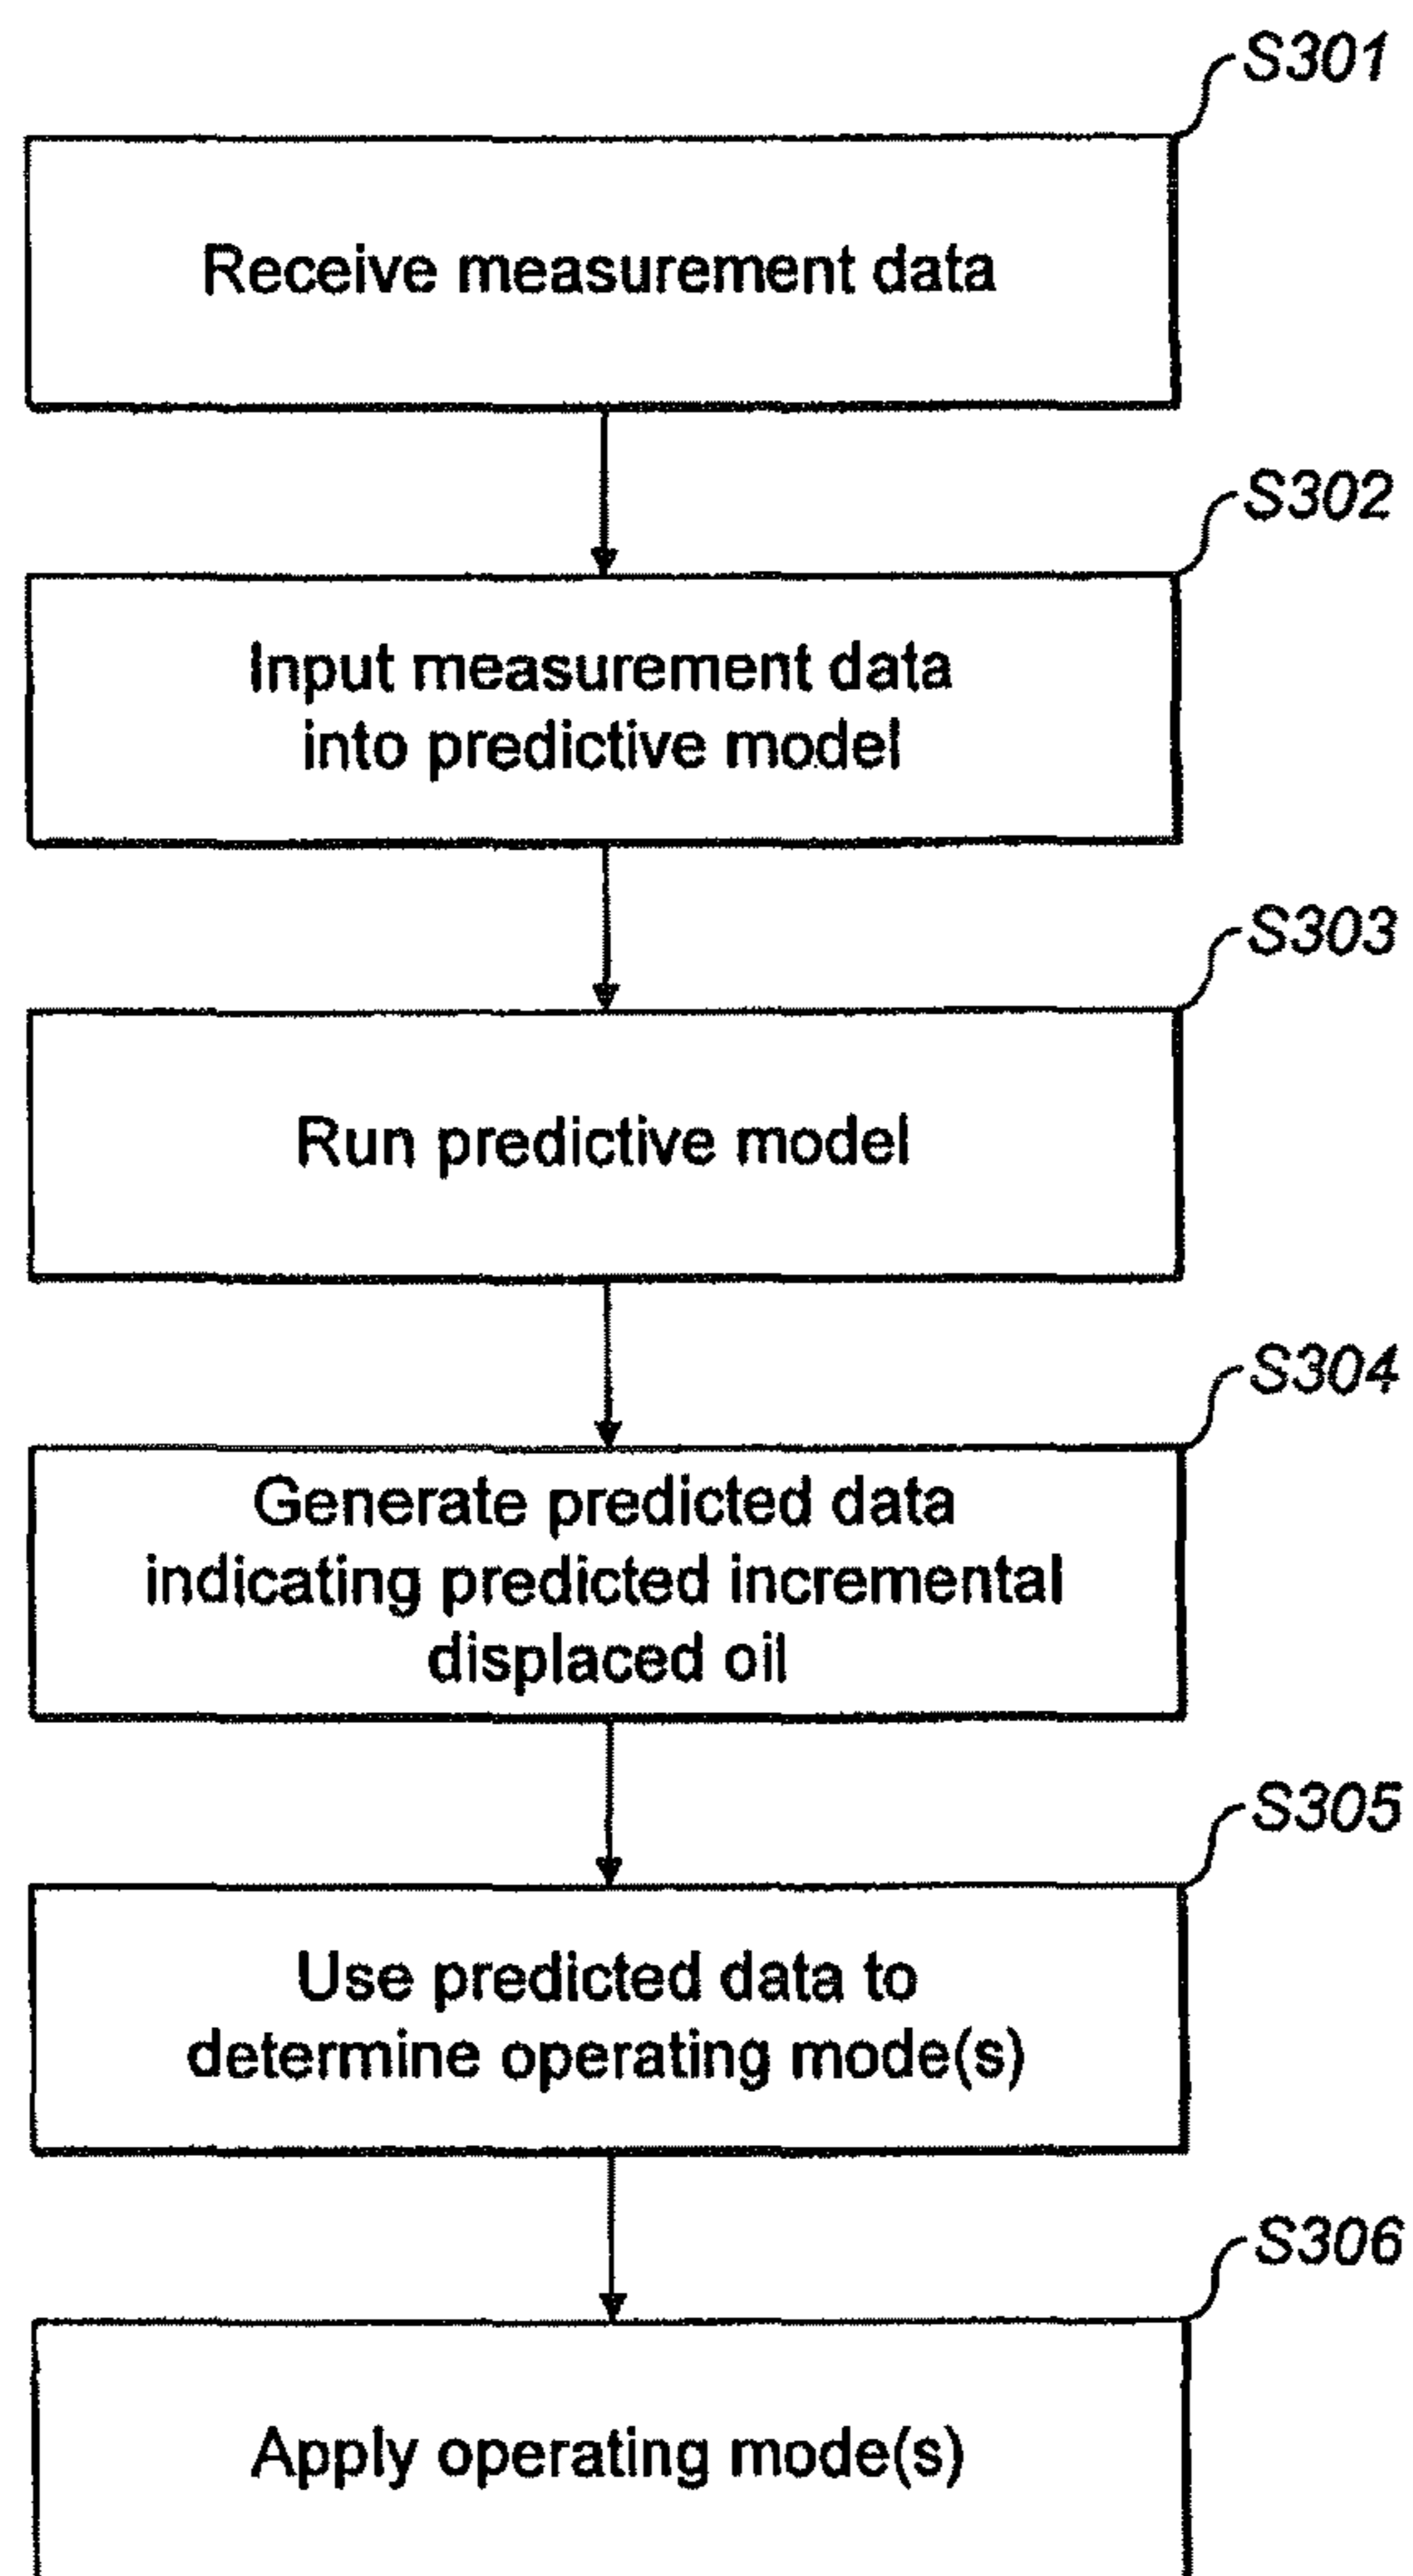 S301
Receive measurement data
S302
Input measurement data
into predictive model
S303
Run predictive model
S304
Generate predicted data
indicating predicted incremental
displaced oil
S305
Use predicted data to
determine operating mode(s)
S306
Apply operating mode(s)